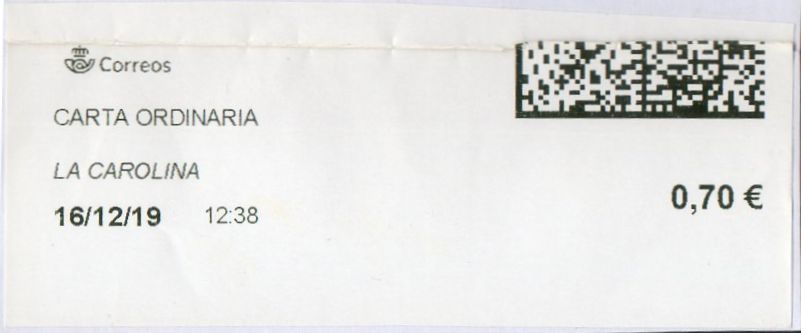 Correos
CARTA ORDINARIA
LA CAROLINA
16/12/19 12:38
0,70 €